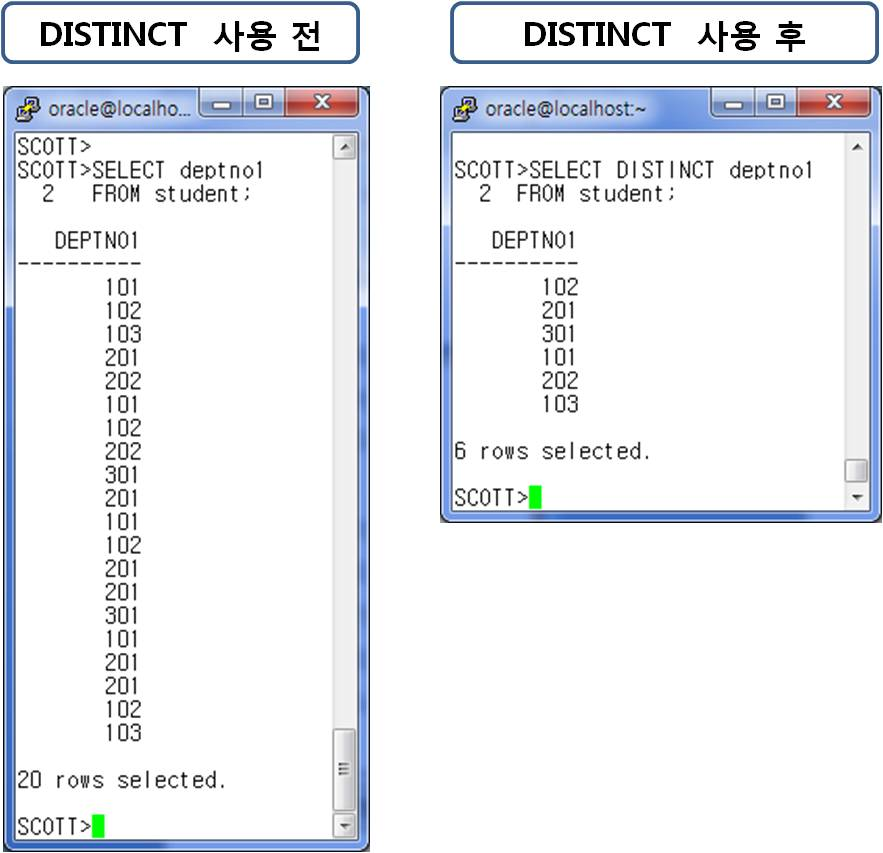 DISTINCT 사용 전
oracle@localho...
SCOTT>
SCOTT>SELECT deptno1
2 FROM student;
DEPTNO1
----------
101
102
103
201
202
101
102
202
301
201
101
102
201
201
301
101
201
201
102
103
20 rows selected.
SCOTT>
DISTINCT 사용 후
oracle@localhost:~
SCOTT>SELECT DISTINCT deptno1
2 FROM student;
DEPTNO1
----------
102
201
301
101
202
103
6 rows selected.
SCOTT>